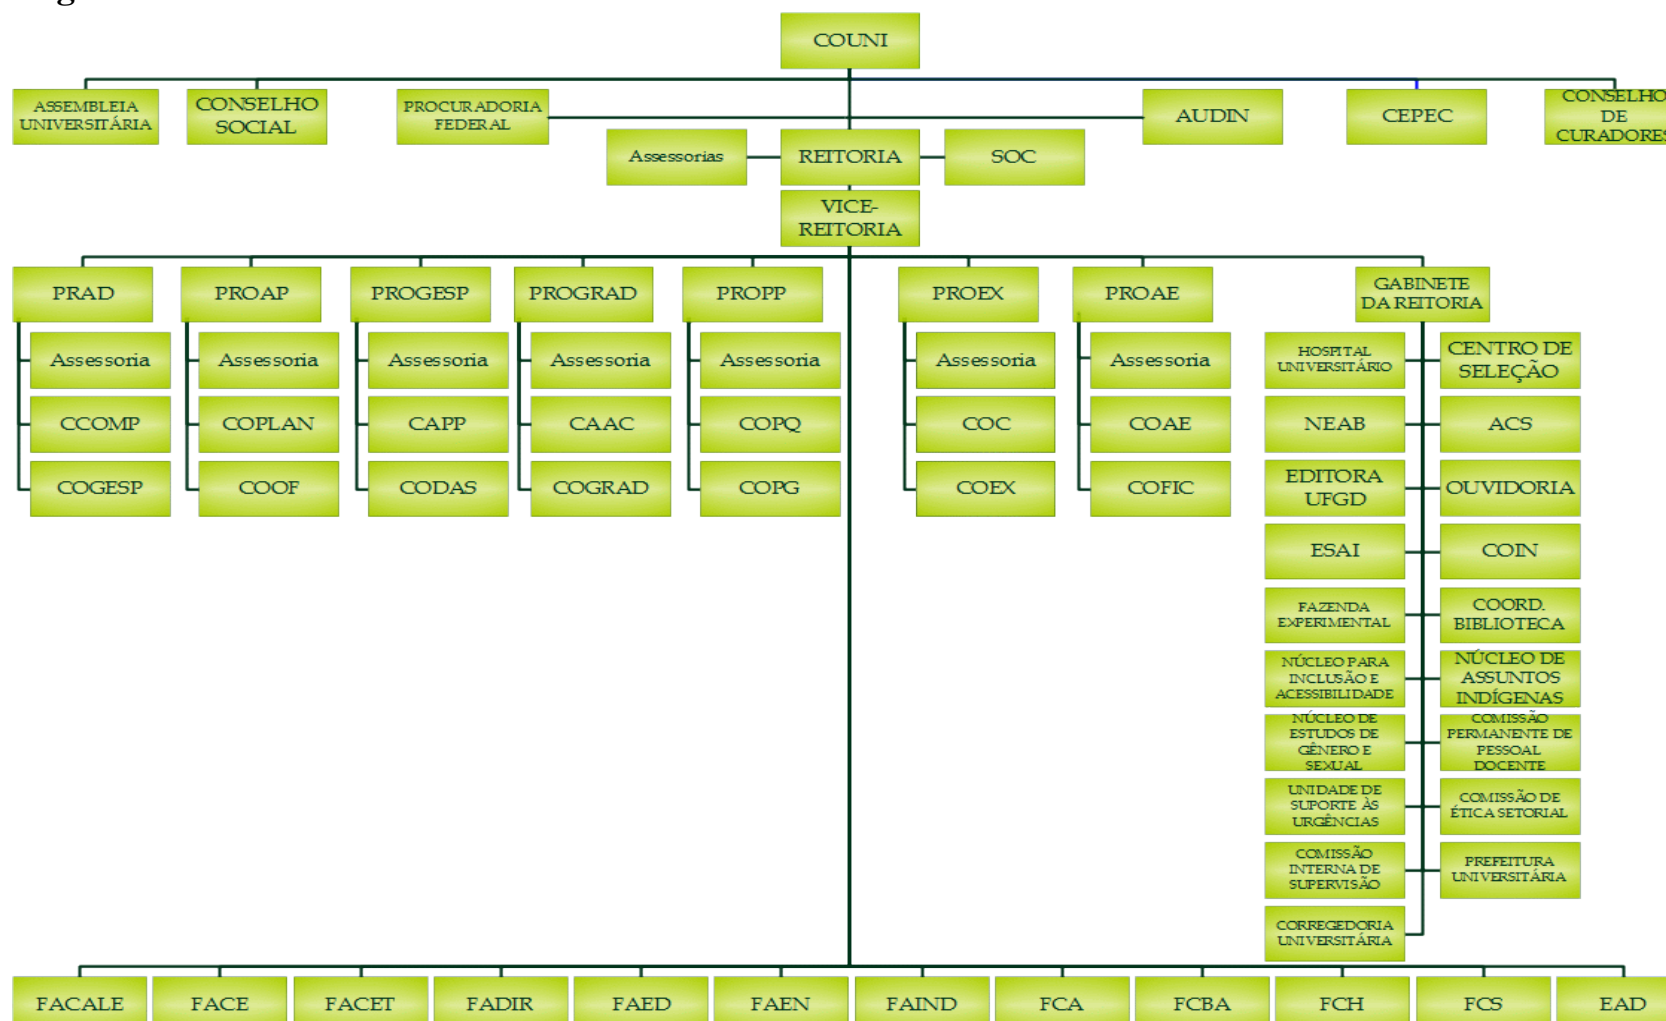 COUNI
ASSEMBLEIA
UNIVERSITÁRIA
CONSELHO
SOCIAL
PROCURADORIA
FEDERAL
AUDIN
CEPEC
CONSELHO
DE
CURADORES
Assessorias
REITORIA
SOC
VICE-
REITORIA
PRAD
PROAP
PROGESP
PROGRAD
PROPP
PROEX
PROAE
GABINETE
DA REITORIA
Assessoria
Assessoria
Assessoria
Assessoria
Assessoria
Assessoria
Assessoria
HOSPITAL
UNIVERSITÁRIO
CENTRO DE
SELEÇÃO
CCOMP
COPLAN
CAPP
CAAC
COPQ
COC
COAE
NEAB
ACS
COGESP
COOF
CODAS
COGRAD
COPG
COEX
COFIC
EDITORA
UFGD
OUVIDORIA
ESAI
COIN
FAZENDA
EXPERIMENTAL
COORD.
BIBLIOTECA
NÚCLEO PARA
INCLUSÃO E
ACESSIBILIDADE
NÚCLEO DE
ASSUNTOS
INDÍGENAS
NÚCLEO DE
ESTUDOS DE
GÊNERO E
SEXUAL
COMISSÃO
PERMANENTE DE
PESSOAL
DOCENTE
UNIDADE DE
SUPORTE ÀS
URGÊNCIAS
COMISSÃO DE
ÉTICA SETORIAL
COMISSÃO
INTERNA DE
SUPERVISÃO
PREFEITURA
UNIVERSITÁRIA
CORREGEDORIA
UNIVERSITÁRIA
FACALE
FACE
FACET
FADIR
FAED
FAEN
FAIND
FCA
FCBA
FCH
FCS
EAD